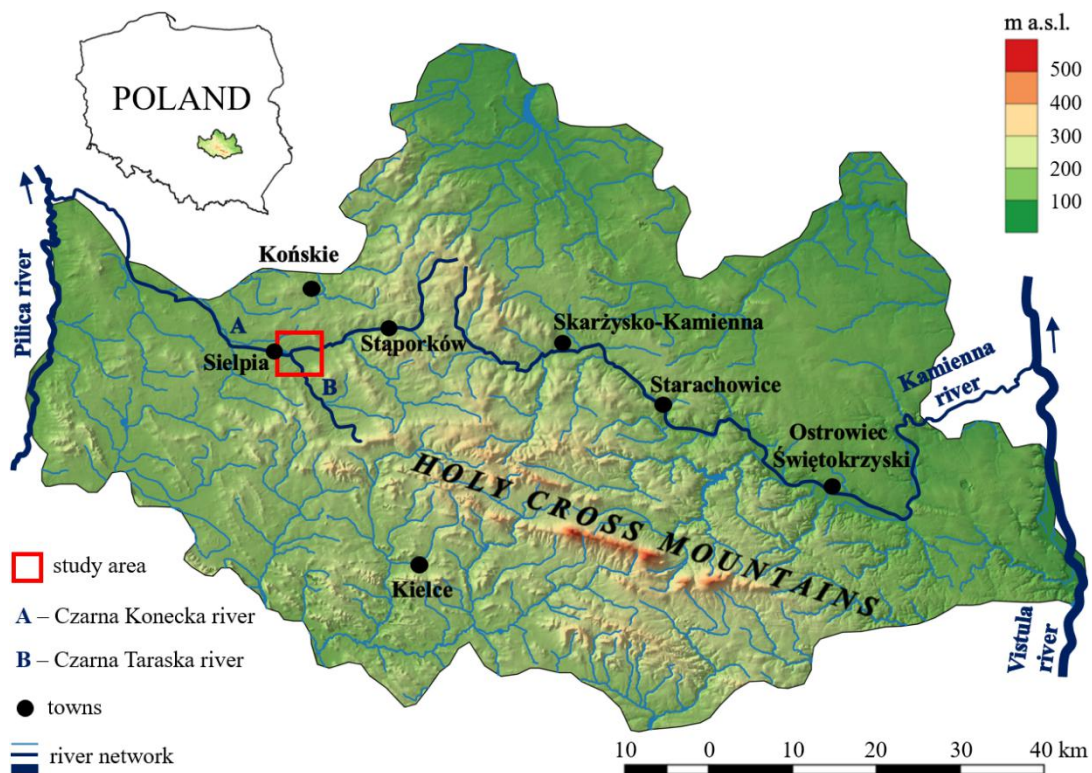 POLAND
m a.s.l.
500
400
300
200
100
Pilica river
Końskie
A
Sielpia
B
Stąporków
Skarżysko-Kamienna
Starachowice
Kamienna
river
Ostrowiec
Świętokrzyski
HOLY CROSS MOUNTAINS
Kielce
Vistula
river
study area
A – Czarna Konecka river
B – Czarna Taraska river
towns
river network
10 0 10 20 30 40 km